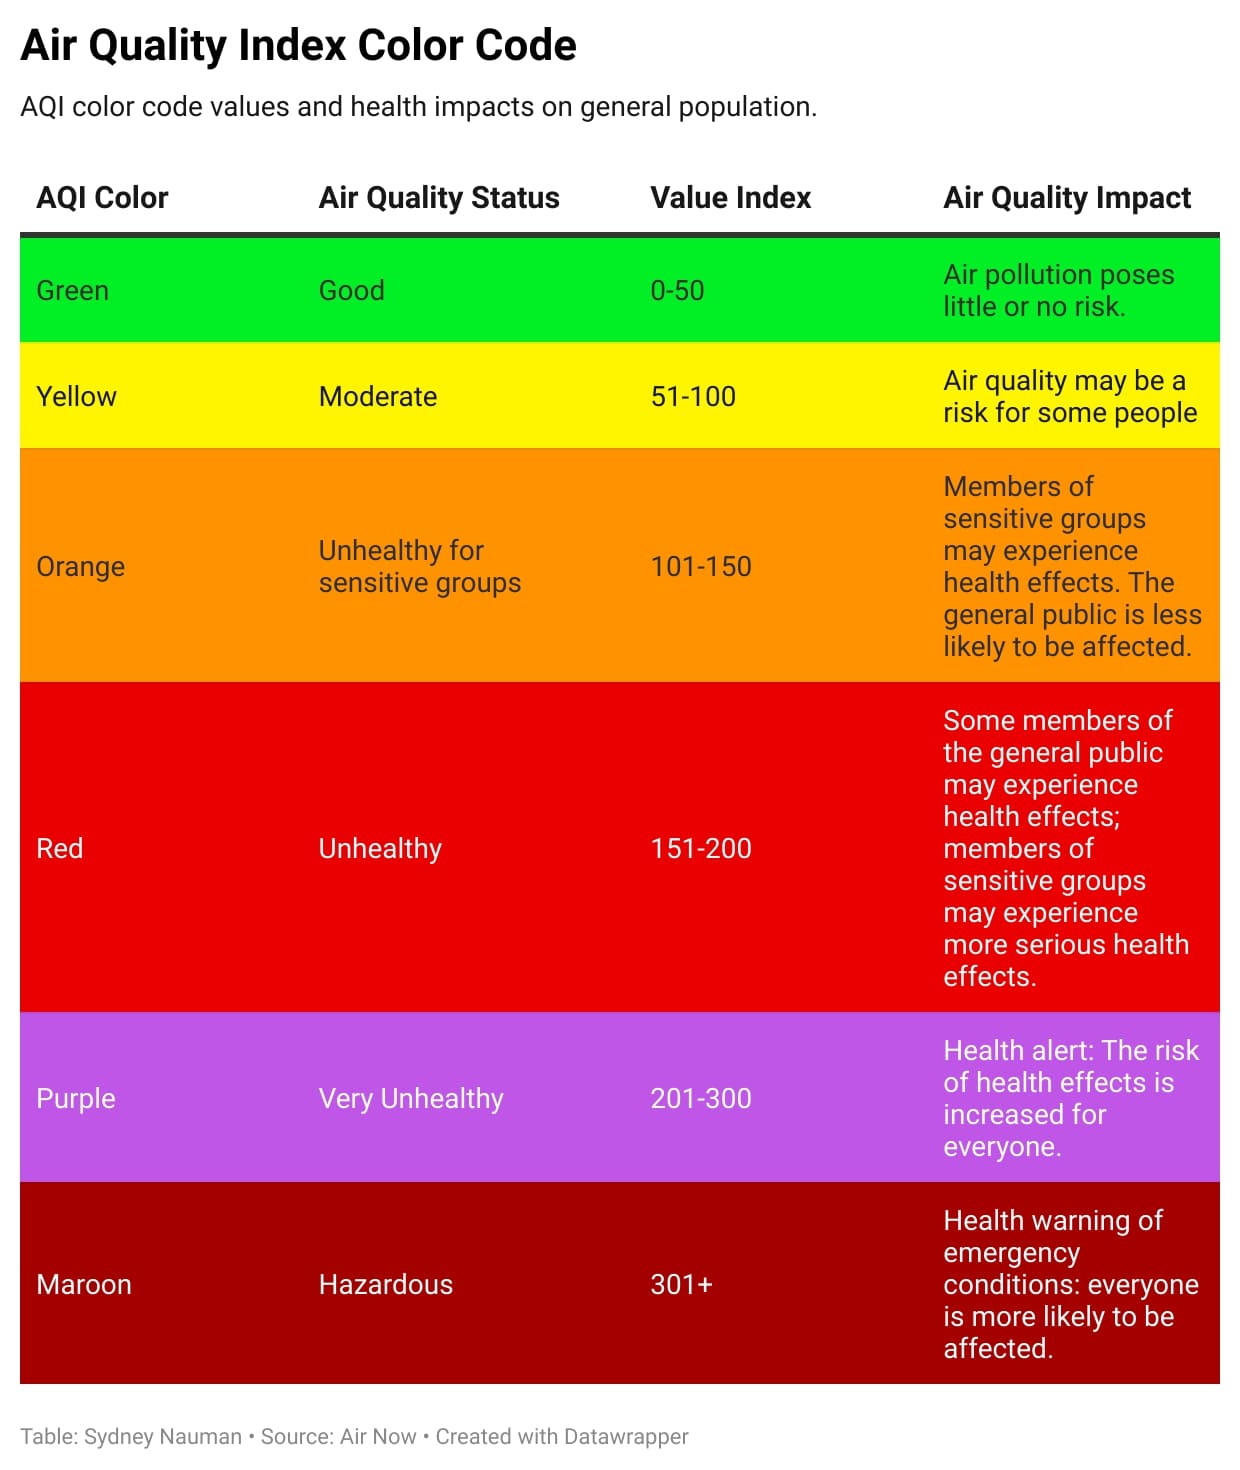 Air Quality Index Color Code
AQI color code values and health impacts on general population.
AQI Color Air Quality Status Value Index Air Quality Impact
Green Good 0-50 Air pollution poses
little or no risk.
Yellow Moderate 51-100 Air quality may be a
risk for some people
Orange Unhealthy for
sensitive groups 101-150 Members of
sensitive groups
may experience
health effects. The
general public is less
likely to be affected.
Red Unhealthy 151-200 Some members of
the general public
may experience
health effects;
members of
sensitive groups
may experience
more serious health
effects.
Purple Very Unhealthy 201-300 Health alert: The risk
of health effects is
increased for
everyone.
Maroon Hazardous 301+ Health warning of
emergency
conditions: everyone
is more likely to be
affected.
Table: Sydney Nauman • Source: Air Now • Created with Datawrapper